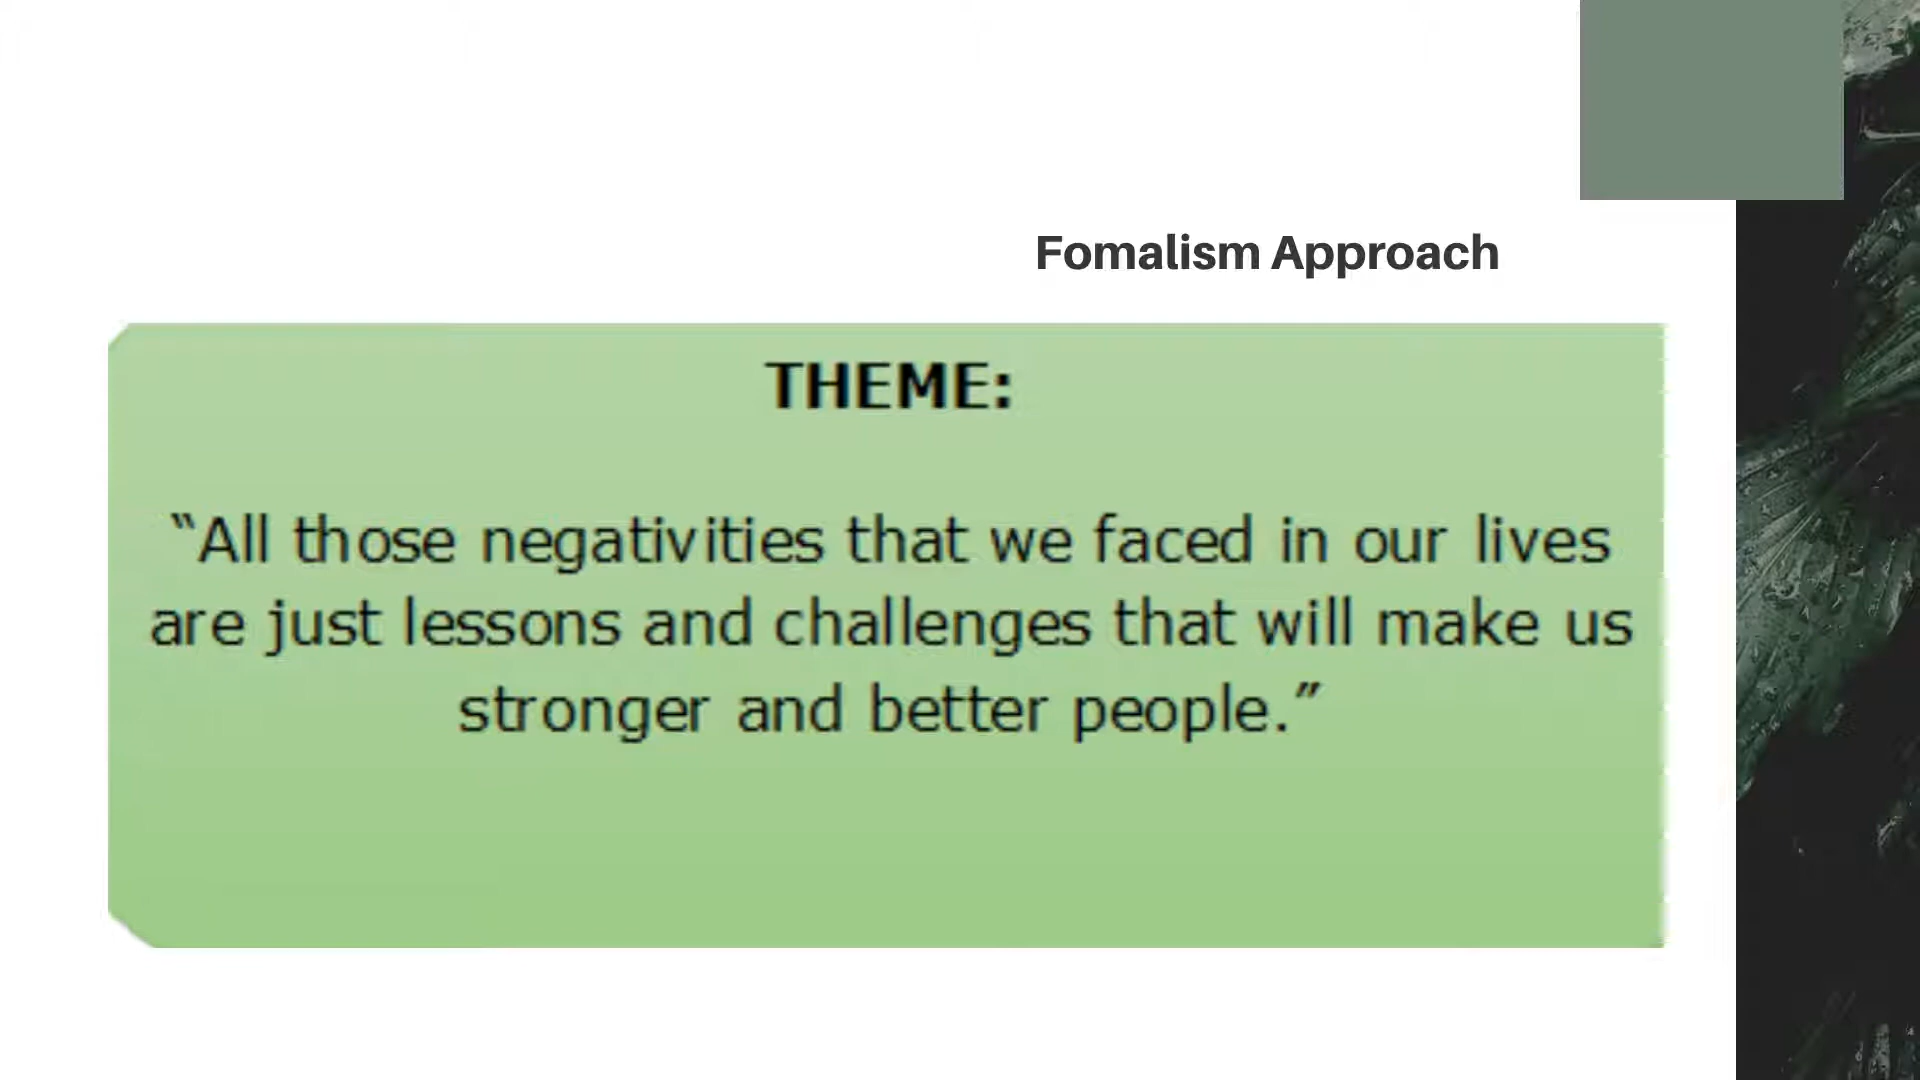 Fomalism Approach
THEME:
“All those negativities that we faced in our lives
are just lessons and challenges that will make us
stronger and better people.”